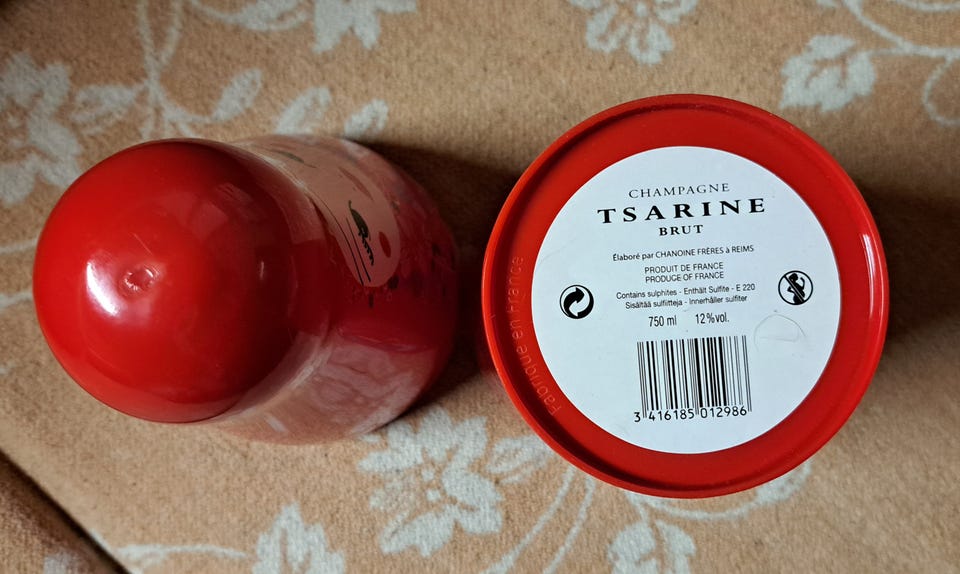 CHAMPAGNE
TSARINE
BRUT
Élaboré par CHANOINE FRÈRES à REIMS
PRODUIT DE FRANCE
PRODUCE OF FRANCE
Contains sulphites - Enthält Sulfite - E 220
Sisältää sulfiitteja - Innerhåller sulfiter
750 ml 12%vol.
3 416185 012986
Fabriqué en France